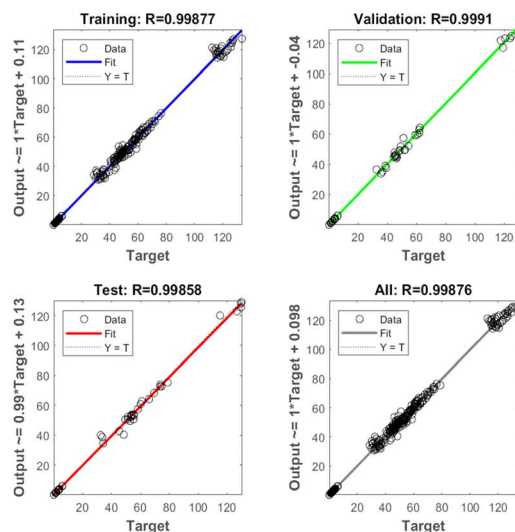 Training: R=0.99877
Output ~= 1*Target + 0.11
Data
Fit
Y = T
120
100
80
60
40
20
20 40 60 80 100 120
Target
Validation: R=0.9991
Output ~= 1*Target + -0.04
Data
Fit
Y = T
120
100
80
60
40
20
20 40 60 80 100 120
Target
Test: R=0.99858
Output ~= 0.99*Target + 0.13
Data
Fit
Y = T
120
100
80
60
40
20
20 40 60 80 100 120
Target
All: R=0.99876
Output ~= 1*Target + 0.098
Data
Fit
Y = T
120
100
80
60
40
20
20 40 60 80 100 120
Target